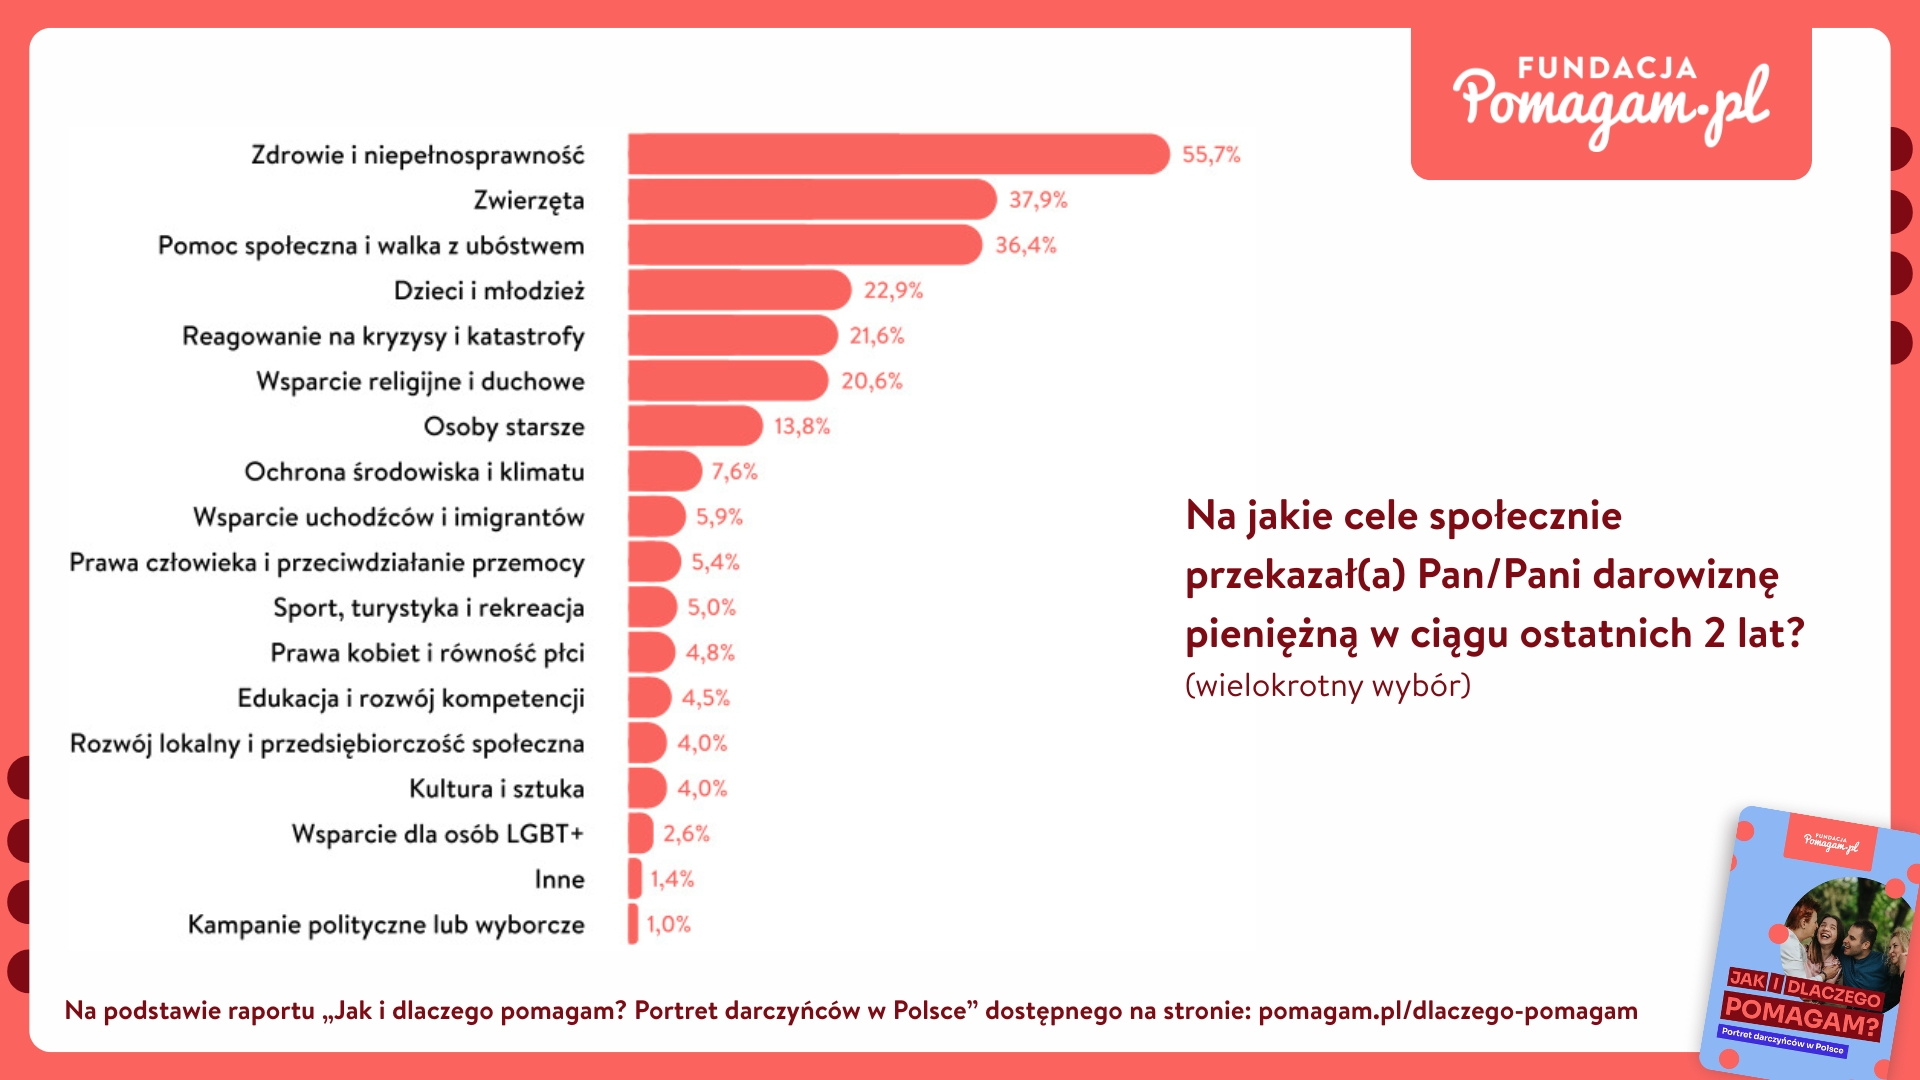 FUNDACJA
Pomagam.pl
Zdrowie i niepełnosprawność 55,7%
Zwierzęta 37,9%
Pomoc społeczna i walka z ubóstwem 36,4%
Dzieci i młodzież 22,9%
Reagowanie na kryzysy i katastrofy 21,6%
Wsparcie religijne i duchowe 20,6%
Osoby starsze 13,8%
Ochrona środowiska i klimatu 7,6%
Wsparcie uchodźców i imigrantów 5,9%
Prawa człowieka i przeciwdziałanie przemocy 5,4%
Sport, turystyka i rekreacja 5,0%
Prawa kobiet i równość płci 4,8%
Edukacja i rozwój kompetencji 4,5%
Rozwój lokalny i przedsiębiorczość społeczna 4,0%
Kultura i sztuka 4,0%
Wsparcie dla osób LGBT+ 2,6%
Inne 1,4%
Kampanie polityczne lub wyborcze 1,0%
Na jakie cele społecznie
przekazał(a) Pan/Pani darowiznę
pieniężną w ciągu ostatnich 2 lat?
(wielokrotny wybór)
Na podstawie raportu „Jak i dlaczego pomagam? Portret darczyńców w Polsce” dostępnego na stronie: pomagam.pl/dlaczego-pomagam
FUNDACJA
Pomagam.pl
JAK I DLACZEGO
POMAGAM?
Portret darczyńców w Polsce